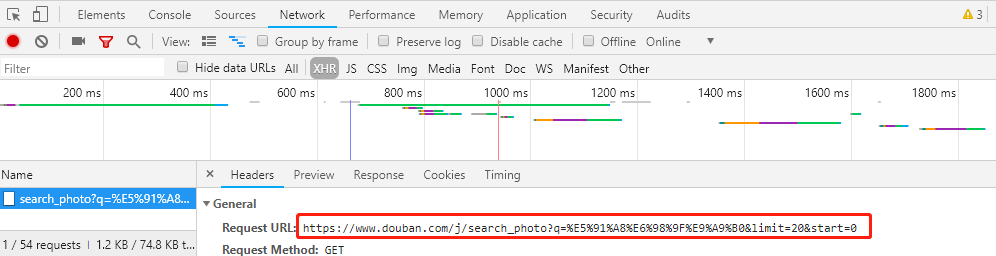 Elements Console Sources Network Performance Memory Application Security Audits 3
View: Group by frame Preserve log Disable cache Offline Online
Filter Hide data URLs All XHR JS CSS Img Media Font Doc WS Manifest Other
200 ms 400 ms 600 ms 800 ms 1000 ms 1200 ms 1400 ms 1600 ms 1800 ms
Name × Headers Preview Response Cookies Timing
search_photo?q=%E5%91%A8...
General
Request URL: https://www.douban.com/j/search_photo?q=%E5%91%A8%E6%98%9F%E9%A9%B0&limit=20&start=0
1 / 54 requests 1.2 KB / 74.8 KB t...
Request Method: GET